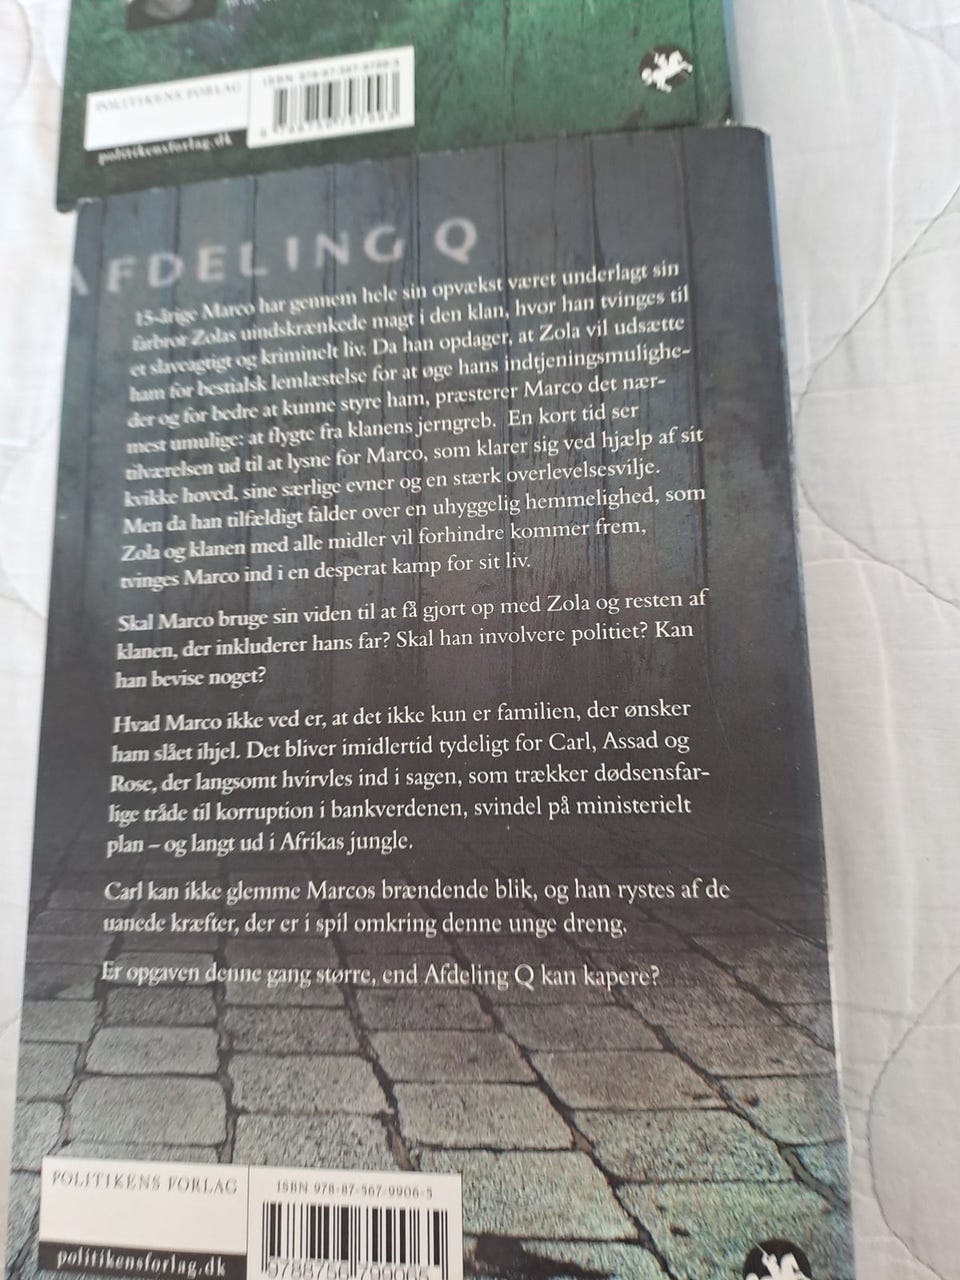 POLITIKENS FORLAG
politikensforlag.dk
AFDELING Q
15-årige Marco har gennem hele sin opvækst været underlagt sin
farbror Zolas uindskrænkede magt i den klan, hvor han tvinges til
et slaveagtigt og kriminelt liv. Da han opdager, at Zola vil udsætte
ham for bestialsk lemlæstelse for at øge hans indtjeningsmulighe-
der og for bedre at kunne styre ham, præsterer Marco det nær-
mest umulige: at flygte fra klanens jerngreb. En kort tid ser
tilværelsen ud til at lysne for Marco, som klarer sig ved hjælp af sit
kvikke hoved, sine særlige evner og en stærk overlevelsesvilje.
Men da han tilfældigt falder over en uhyggelig hemmelighed, som
Zola og klanen med alle midler vil forhindre kommer frem,
tvinges Marco ind i en desperat kamp for sit liv.
Skal Marco bruge sin viden til at få gjort op med Zola og resten af
klanen, der inkluderer hans far? Skal han involvere politiet? Kan
han bevise noget?
Hvad Marco ikke ved er, at det ikke kun er familien, der ønsker
ham slået ihjel. Det bliver imidlertid tydeligt for Carl, Assad og
Rose, der langsomt hvirvles ind i sagen, som trækker dødsensfar-
lige tråde til korruption i bankverdenen, svindel på ministerielt
plan – og langt ud i Afrikas jungle.
Carl kan ikke glemme Marcos brændende blik, og han rystes af de
uanede kræfter, der er i spil omkring denne unge dreng.
Er opgaven denne gang større, end Afdeling Q kan kapere?
POLITIKENS FORLAG
ISBN 978-87-567-9906-5
politikensforlag.dk
9788756799065